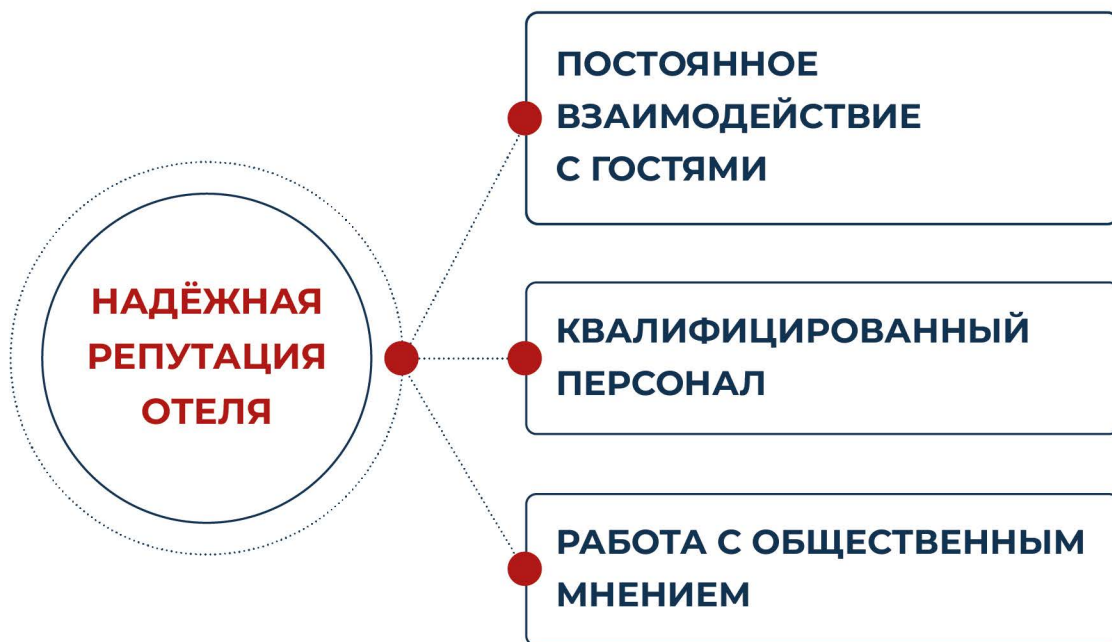 НАДЁЖНАЯ
РЕПУТАЦИЯ
ОТЕЛЯ
ПОСТОЯННОЕ
ВЗАИМОДЕЙСТВИЕ
С ГОСТЯМИ
КВАЛИФИЦИРОВАННЫЙ
ПЕРСОНАЛ
РАБОТА С ОБЩЕСТВЕННЫМ
МНЕНИЕМ